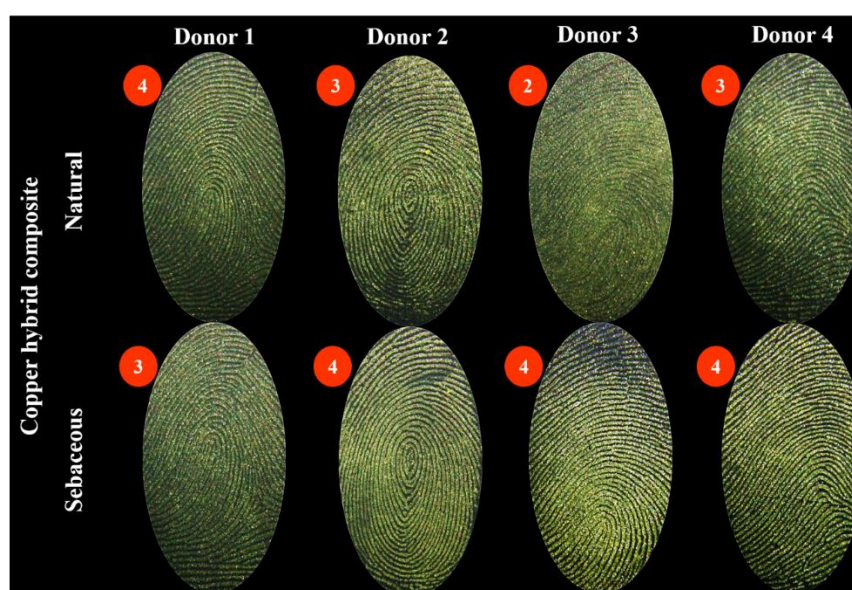 Donor 1 Donor 2 Donor 3 Donor 4
4 3 2 3
Copper hybrid composite
Natural
3 4 4 4
Sebaceous